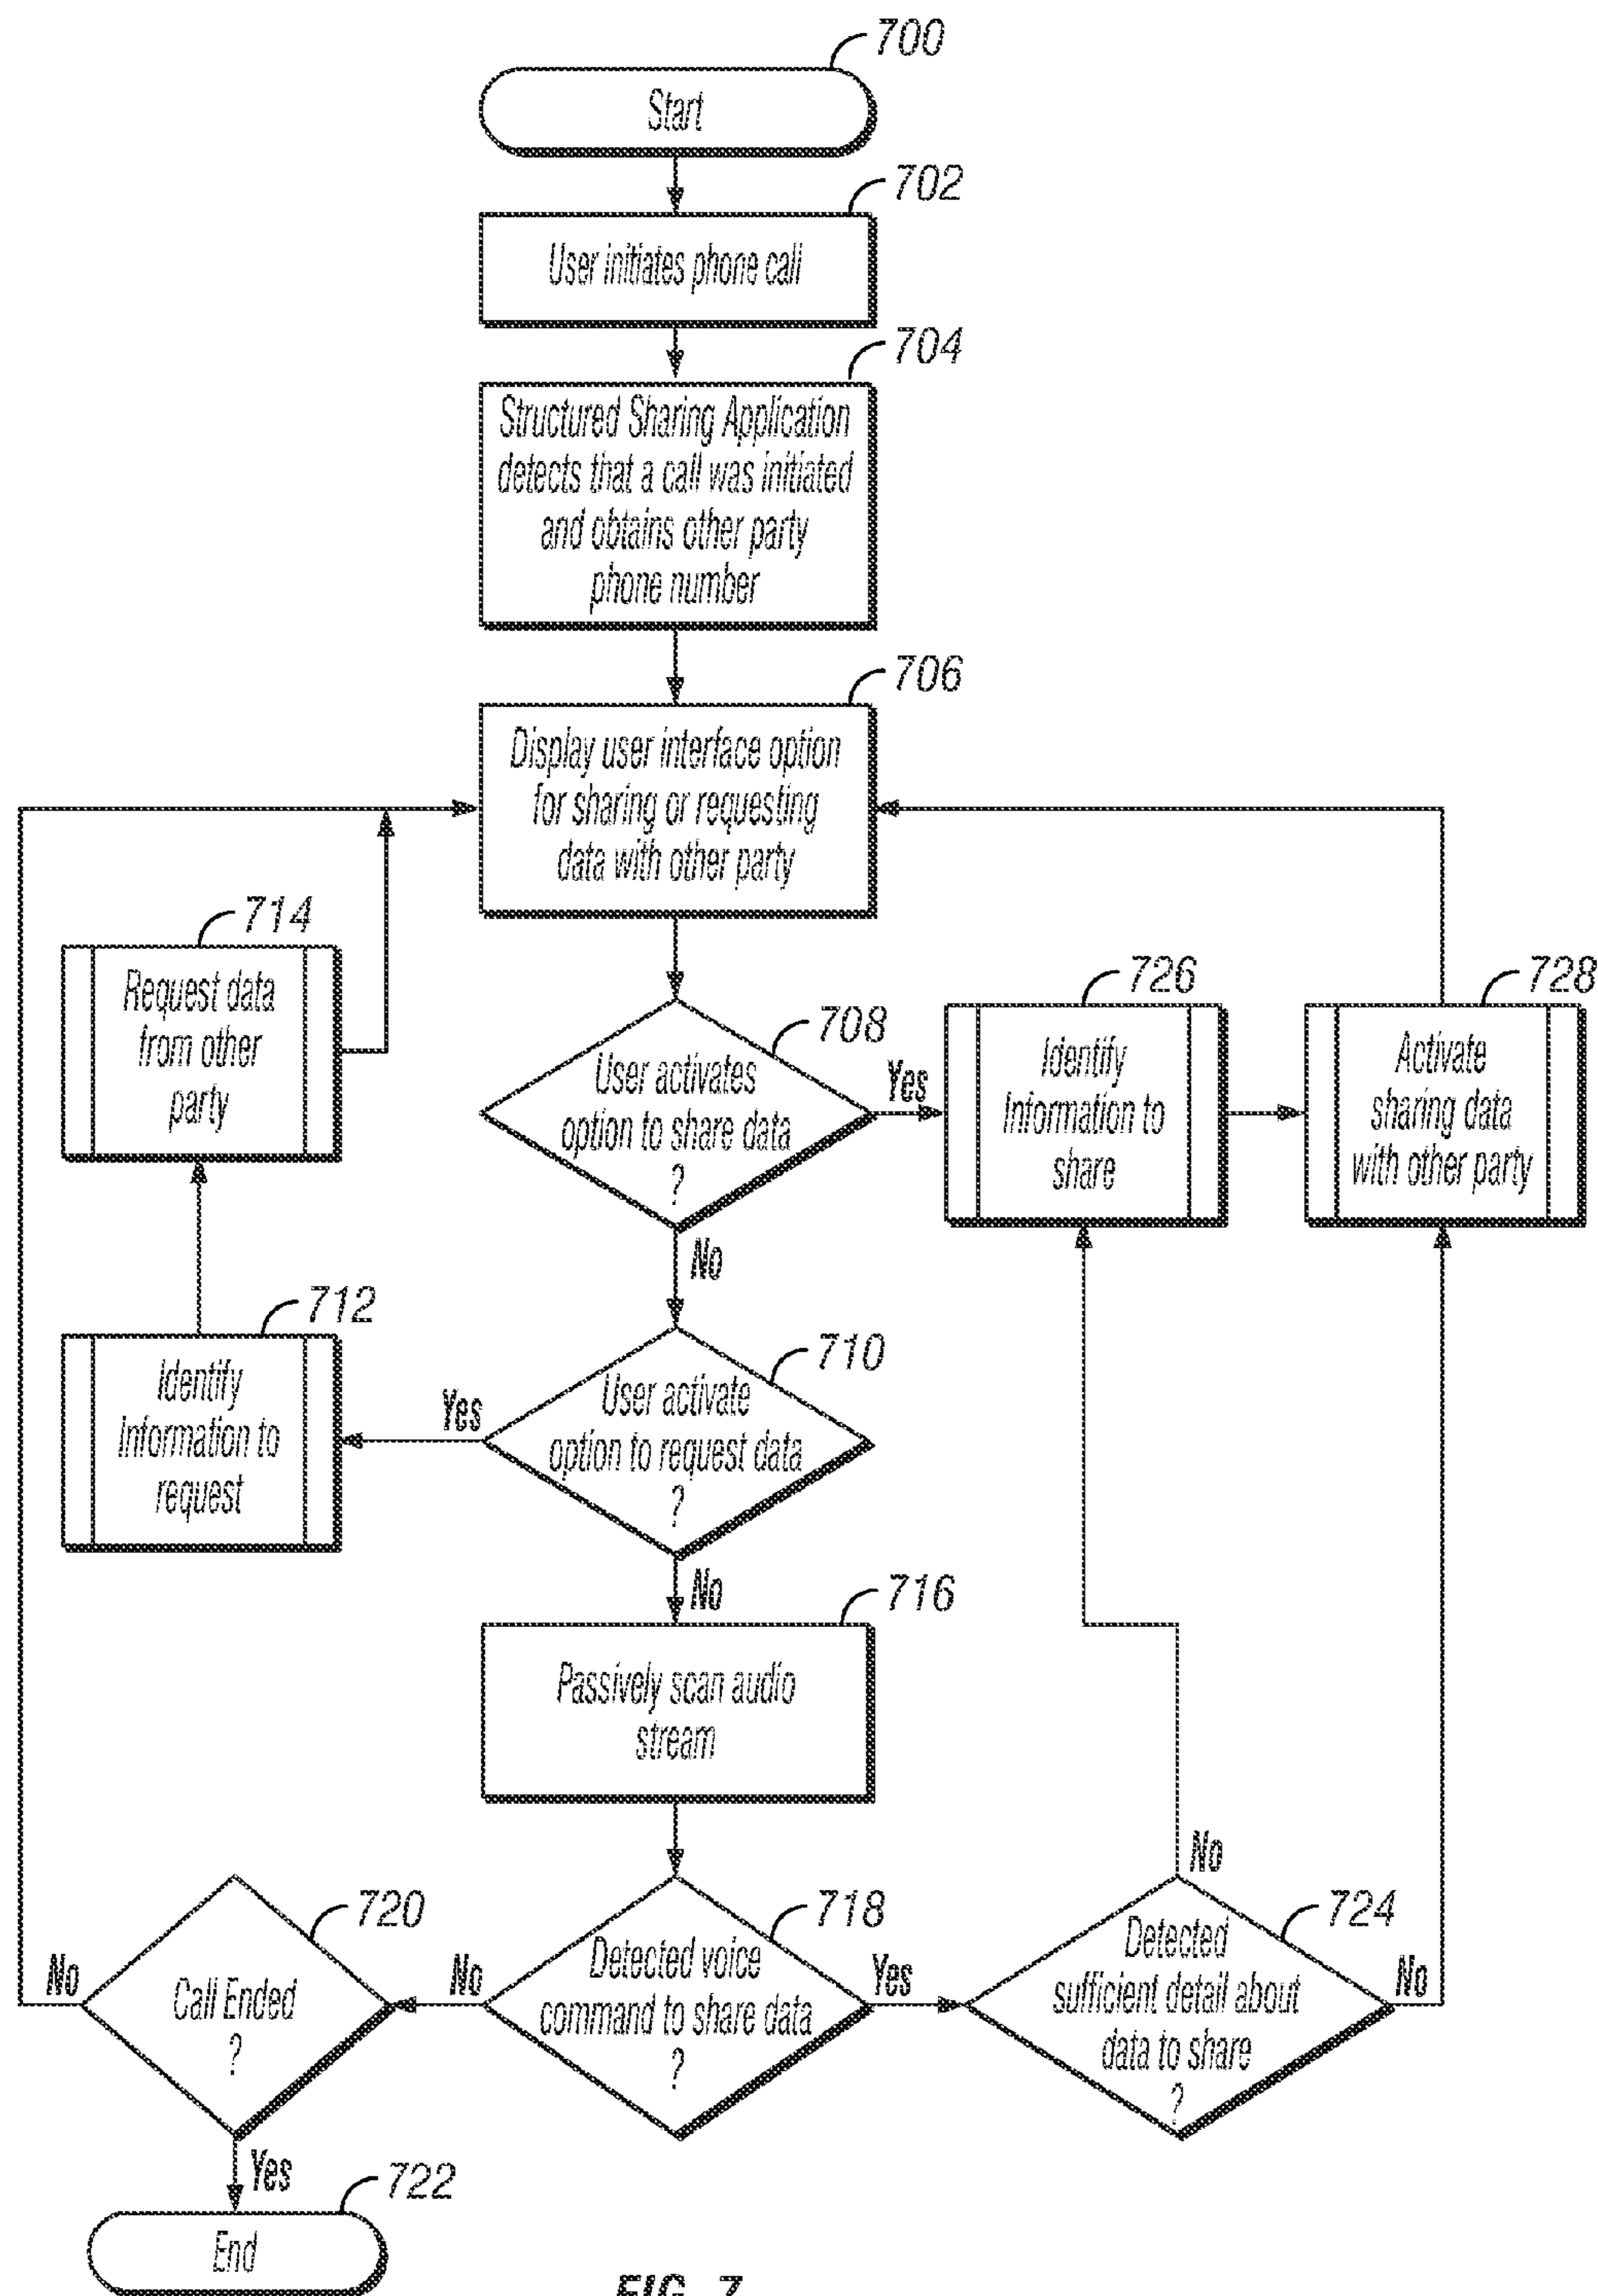 700
Start
702
User initiates phone call
704
Structured Sharing Application
detects that a call was initiated
and obtains other party
phone number
706
Display user interface option
for sharing or requesting
data with other party
714
Request data
from other
party
708
User activates
option to share data
?
Yes
No
726
Identify
Information to
share
728
Activate
sharing data
with other party
712
Identify
Information to
request
710
User activate
option to request data
?
Yes
No
716
Passively scan audio
stream
720
Call Ended
?
No
Yes
718
Detected voice
command to share data
?
No
Yes
724
Detected
sufficient detail about
data to share
?
No
No
722
End
FIG. 7